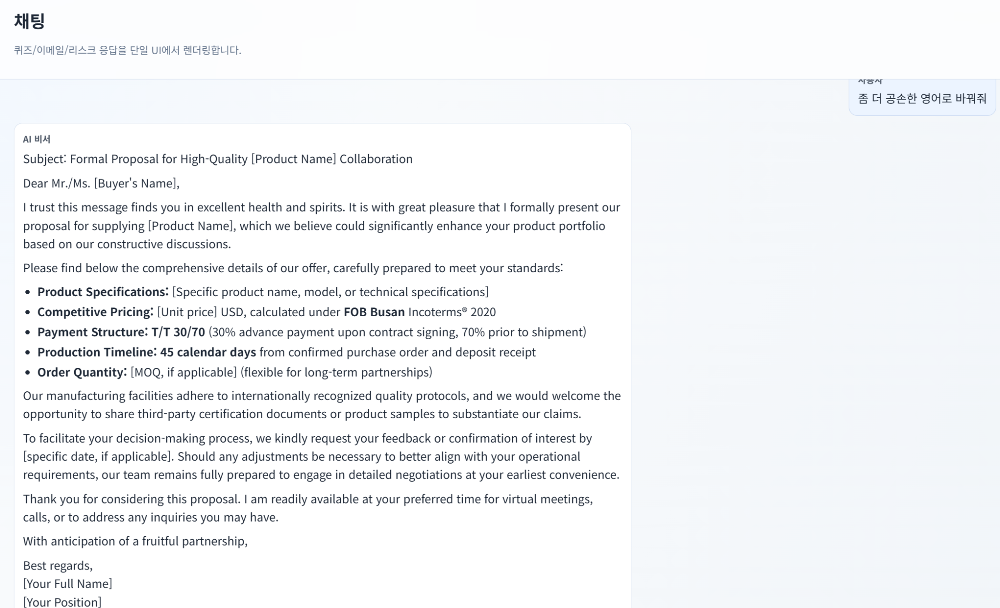 채팅
퀴즈/이메일/리스크 응답을 단일 UI에서 렌더링합니다.
사용자
좀 더 공손한 영어로 바꿔줘
AI 비서
Subject: Formal Proposal for High-Quality [Product Name] Collaboration
Dear Mr./Ms. [Buyer's Name],
I trust this message finds you in excellent health and spirits. It is with great pleasure that I formally present our
proposal for supplying [Product Name], which we believe could significantly enhance your product portfolio
based on our constructive discussions.
Please find below the comprehensive details of our offer, carefully prepared to meet your standards:
• Product Specifications: [Specific product name, model, or technical specifications]
• Competitive Pricing: [Unit price] USD, calculated under FOB Busan Incoterms® 2020
• Payment Structure: T/T 30/70 (30% advance payment upon contract signing, 70% prior to shipment)
• Production Timeline: 45 calendar days from confirmed purchase order and deposit receipt
• Order Quantity: [MOQ, if applicable] (flexible for long-term partnerships)
Our manufacturing facilities adhere to internationally recognized quality protocols, and we would welcome the
opportunity to share third-party certification documents or product samples to substantiate our claims.
To facilitate your decision-making process, we kindly request your feedback or confirmation of interest by
[specific date, if applicable]. Should any adjustments be necessary to better align with your operational
requirements, our team remains fully prepared to engage in detailed negotiations at your earliest convenience.
Thank you for considering this proposal. I am readily available at your preferred time for virtual meetings,
calls, or to address any inquiries you may have.
With anticipation of a fruitful partnership,
Best regards,
[Your Full Name]
[Your Position]